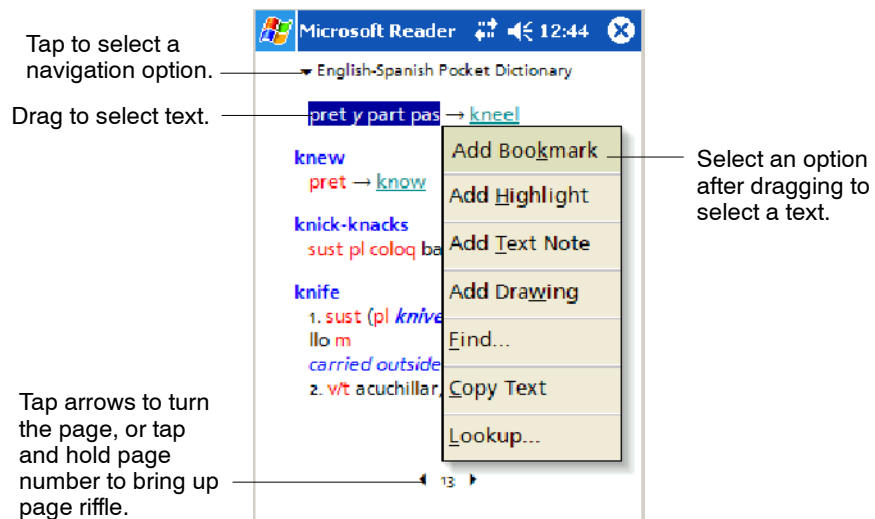 Microsoft Reader 12:44
Tap to select a
navigation option.
English-Spanish Pocket Dictionary
Drag to select text.
pret y part pas → kneel
knew
pret → know
knick-knacks
sust pl coloq ba
knife
1. sust (pl knive
llo m
carried outside
2. v/t acuchillar,
Add Bookmark
Add Highlight
Add Text Note
Add Drawing
Find...
Copy Text
Lookup...
Select an option
after dragging to
select a text.
Tap arrows to turn
the page, or tap
and hold page
number to bring up
page riffle.
13